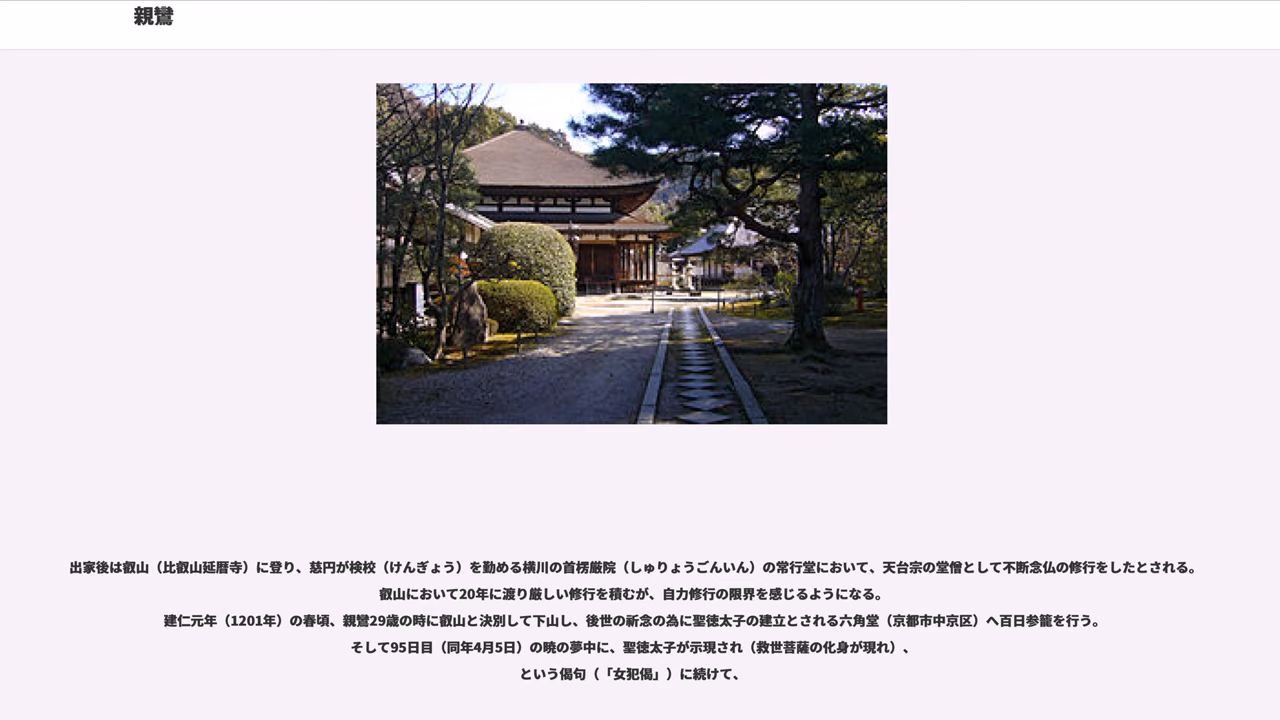 親鸞
出家後は叡山（比叡山延暦寺）に登り、慈円が検校（けんぎょう）を勤める横川の首楞厳院（しゅりょうごんいん）の常行堂において、天台宗の堂僧として不断念仏の修行をしたとされる。
叡山において20年に渡り厳しい修行を積むが、自力修行の限界を感じるようになる。
建仁元年（1201年）の春頃、親鸞29歳の時に叡山と決別して下山し、後世の祈念の為に聖徳太子の建立とされる六角堂（京都市中京区）へ百日参籠を行う。
そして95日目（同年4月5日）の暁の夢中に、聖徳太子が示現され（救世菩薩の化身が現れ）、
という偈句（「女犯偈」）に続けて、